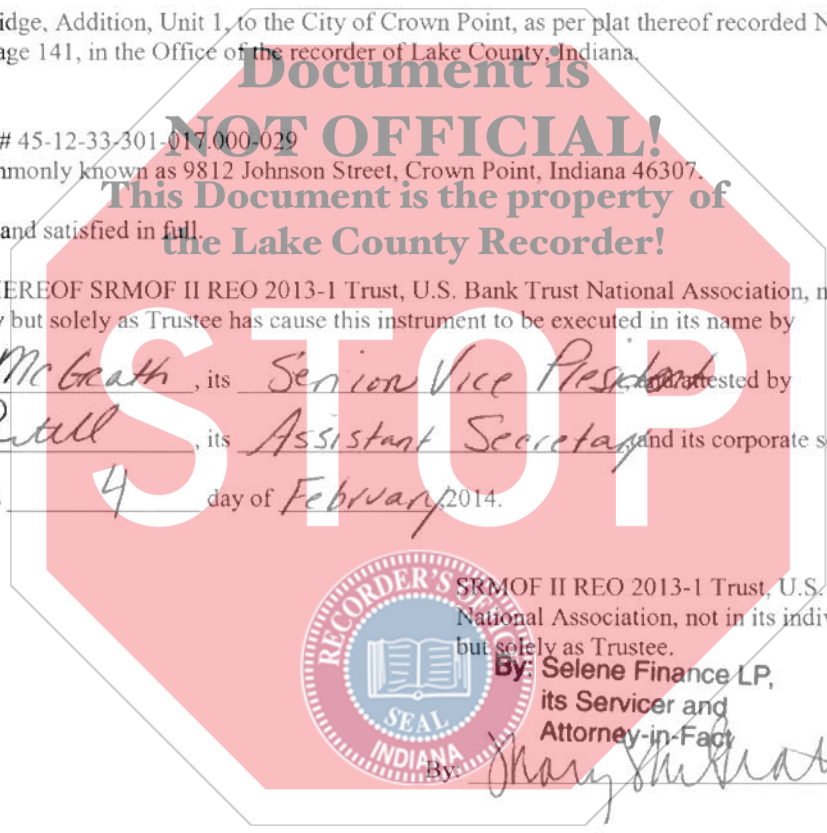 idge, Addition, Unit 1, to the City of Crown Point, as per plat thereof recorded N
age 141, in the Office of the recorder of Lake County, Indiana.
Document is
NOT OFFICIAL!
# 45-12-33-301-017.000-029
nmonly known as 9812 Johnson Street, Crown Point, Indiana 46307.
This Document is the property of
and satisfied in full.
the Lake County Recorder!
EREOF SRMOF II REO 2013-1 Trust, U.S. Bank Trust National Association, n
y but solely as Trustee has cause this instrument to be executed in its name by
STOP
McGrath, its Senior Vice President, and attested by
, its Assistant Secretary and its corporate s
4 day of February, 2014.
SRMOF II REO 2013-1 Trust, U.S.
National Association, not in its indiv
but solely as Trustee.
By: Selene Finance LP,
its Servicer and
Attorney-in-Fact
By:
RECORDER'S OFFICE
SEAL
INDIANA